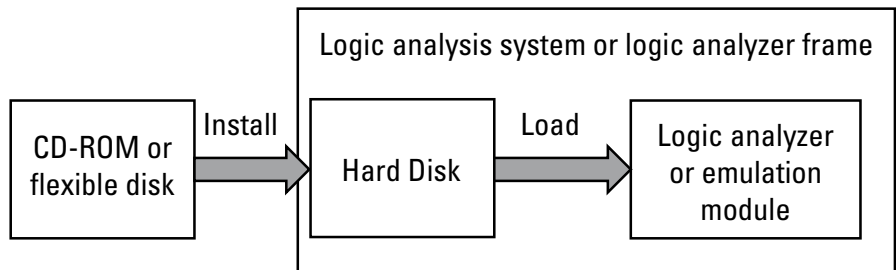 Logic analysis system or logic analyzer frame
CD-ROM or
flexible disk
Install
Hard Disk
Load
Logic analyzer
or emulation
module